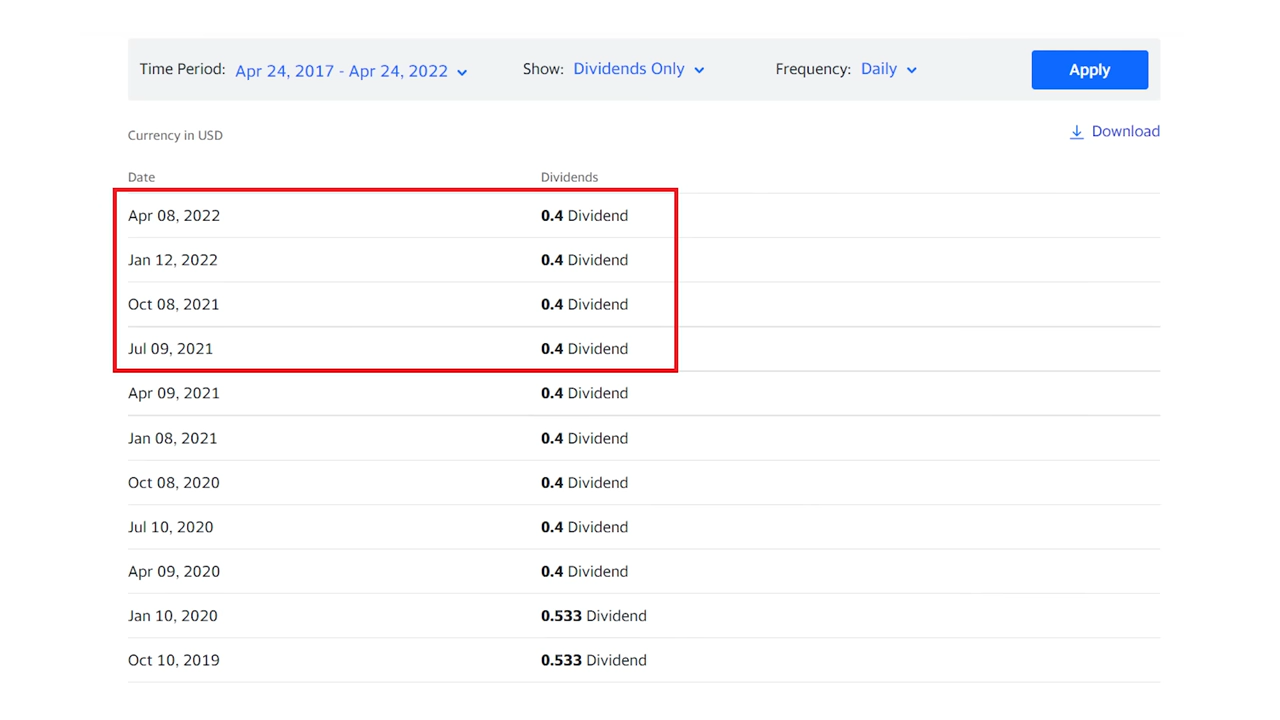 Time Period: Apr 24, 2017 - Apr 24, 2022 Show: Dividends Only Frequency: Daily Apply
Currency in USD Download
Date Dividends
Apr 08, 2022 0.4 Dividend
Jan 12, 2022 0.4 Dividend
Oct 08, 2021 0.4 Dividend
Jul 09, 2021 0.4 Dividend
Apr 09, 2021 0.4 Dividend
Jan 08, 2021 0.4 Dividend
Oct 08, 2020 0.4 Dividend
Jul 10, 2020 0.4 Dividend
Apr 09, 2020 0.4 Dividend
Jan 10, 2020 0.533 Dividend
Oct 10, 2019 0.533 Dividend